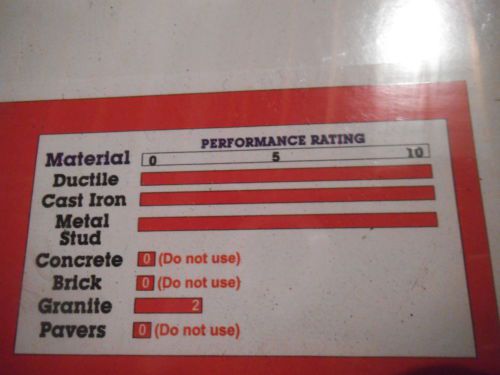 PERFORMANCE RATING
Material 0 5 10
Ductile
Cast Iron
Metal
Stud
Concrete 0 (Do not use)
Brick 0 (Do not use)
Granite 2
Pavers 0 (Do not use)